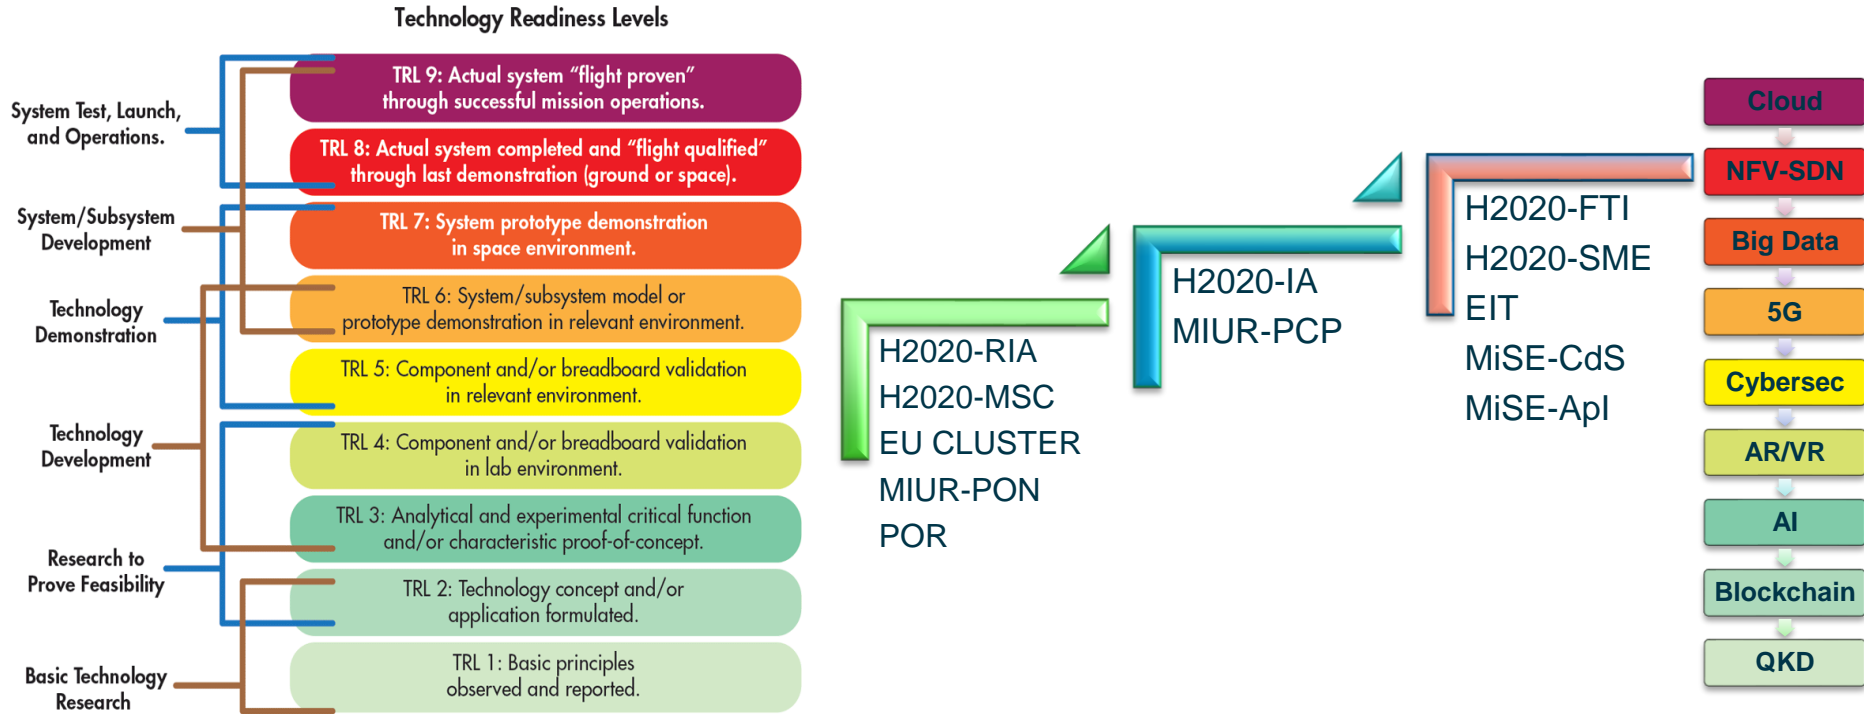 Technology Readiness Levels
System Test, Launch,
and Operations.
System/Subsystem
Development
Technology
Demonstration
Technology
Development
Research to
Prove Feasibility
Basic Technology
Research
TRL 9: Actual system “flight proven”
through successful mission operations.
TRL 8: Actual system completed and “flight qualified”
through last demonstration (ground or space).
TRL 7: System prototype demonstration
in space environment.
TRL 6: System/subsystem model or
prototype demonstration in relevant environment.
TRL 5: Component and/or breadboard validation
in relevant environment.
TRL 4: Component and/or breadboard validation
in lab environment.
TRL 3: Analytical and experimental critical function
and/or characteristic proof-of-concept.
TRL 2: Technology concept and/or
application formulated.
TRL 1: Basic principles
observed and reported.
H2020-RIA
H2020-MSC
EU CLUSTER
MIUR-PON
POR
H2020-IA
MIUR-PCP
H2020-FTI
H2020-SME
EIT
MiSE-CdS
MiSE-ApI
Cloud
NFV-SDN
Big Data
5G
Cybersec
AR/VR
AI
Blockchain
QKD